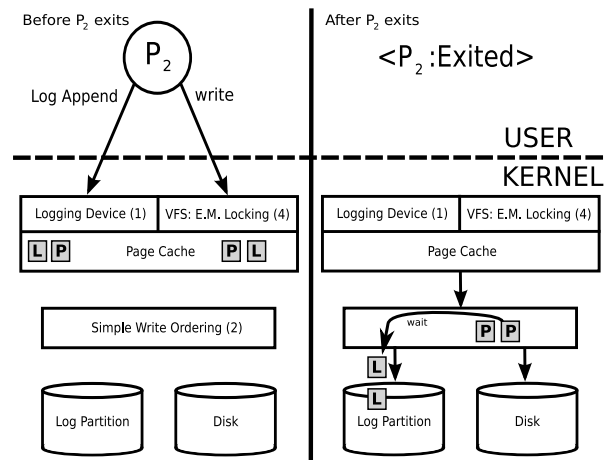 Before P2 exits
P2
Log Append
write
Logging Device (1)
VFS: E.M. Locking (4)
L P
Page Cache
P L
Simple Write Ordering (2)
Log Partition
Disk
After P2 exits
<P2 :Exited>
USER
KERNEL
Logging Device (1)
VFS: E.M. Locking (4)
Page Cache
wait
P P
L
L
Log Partition
Disk